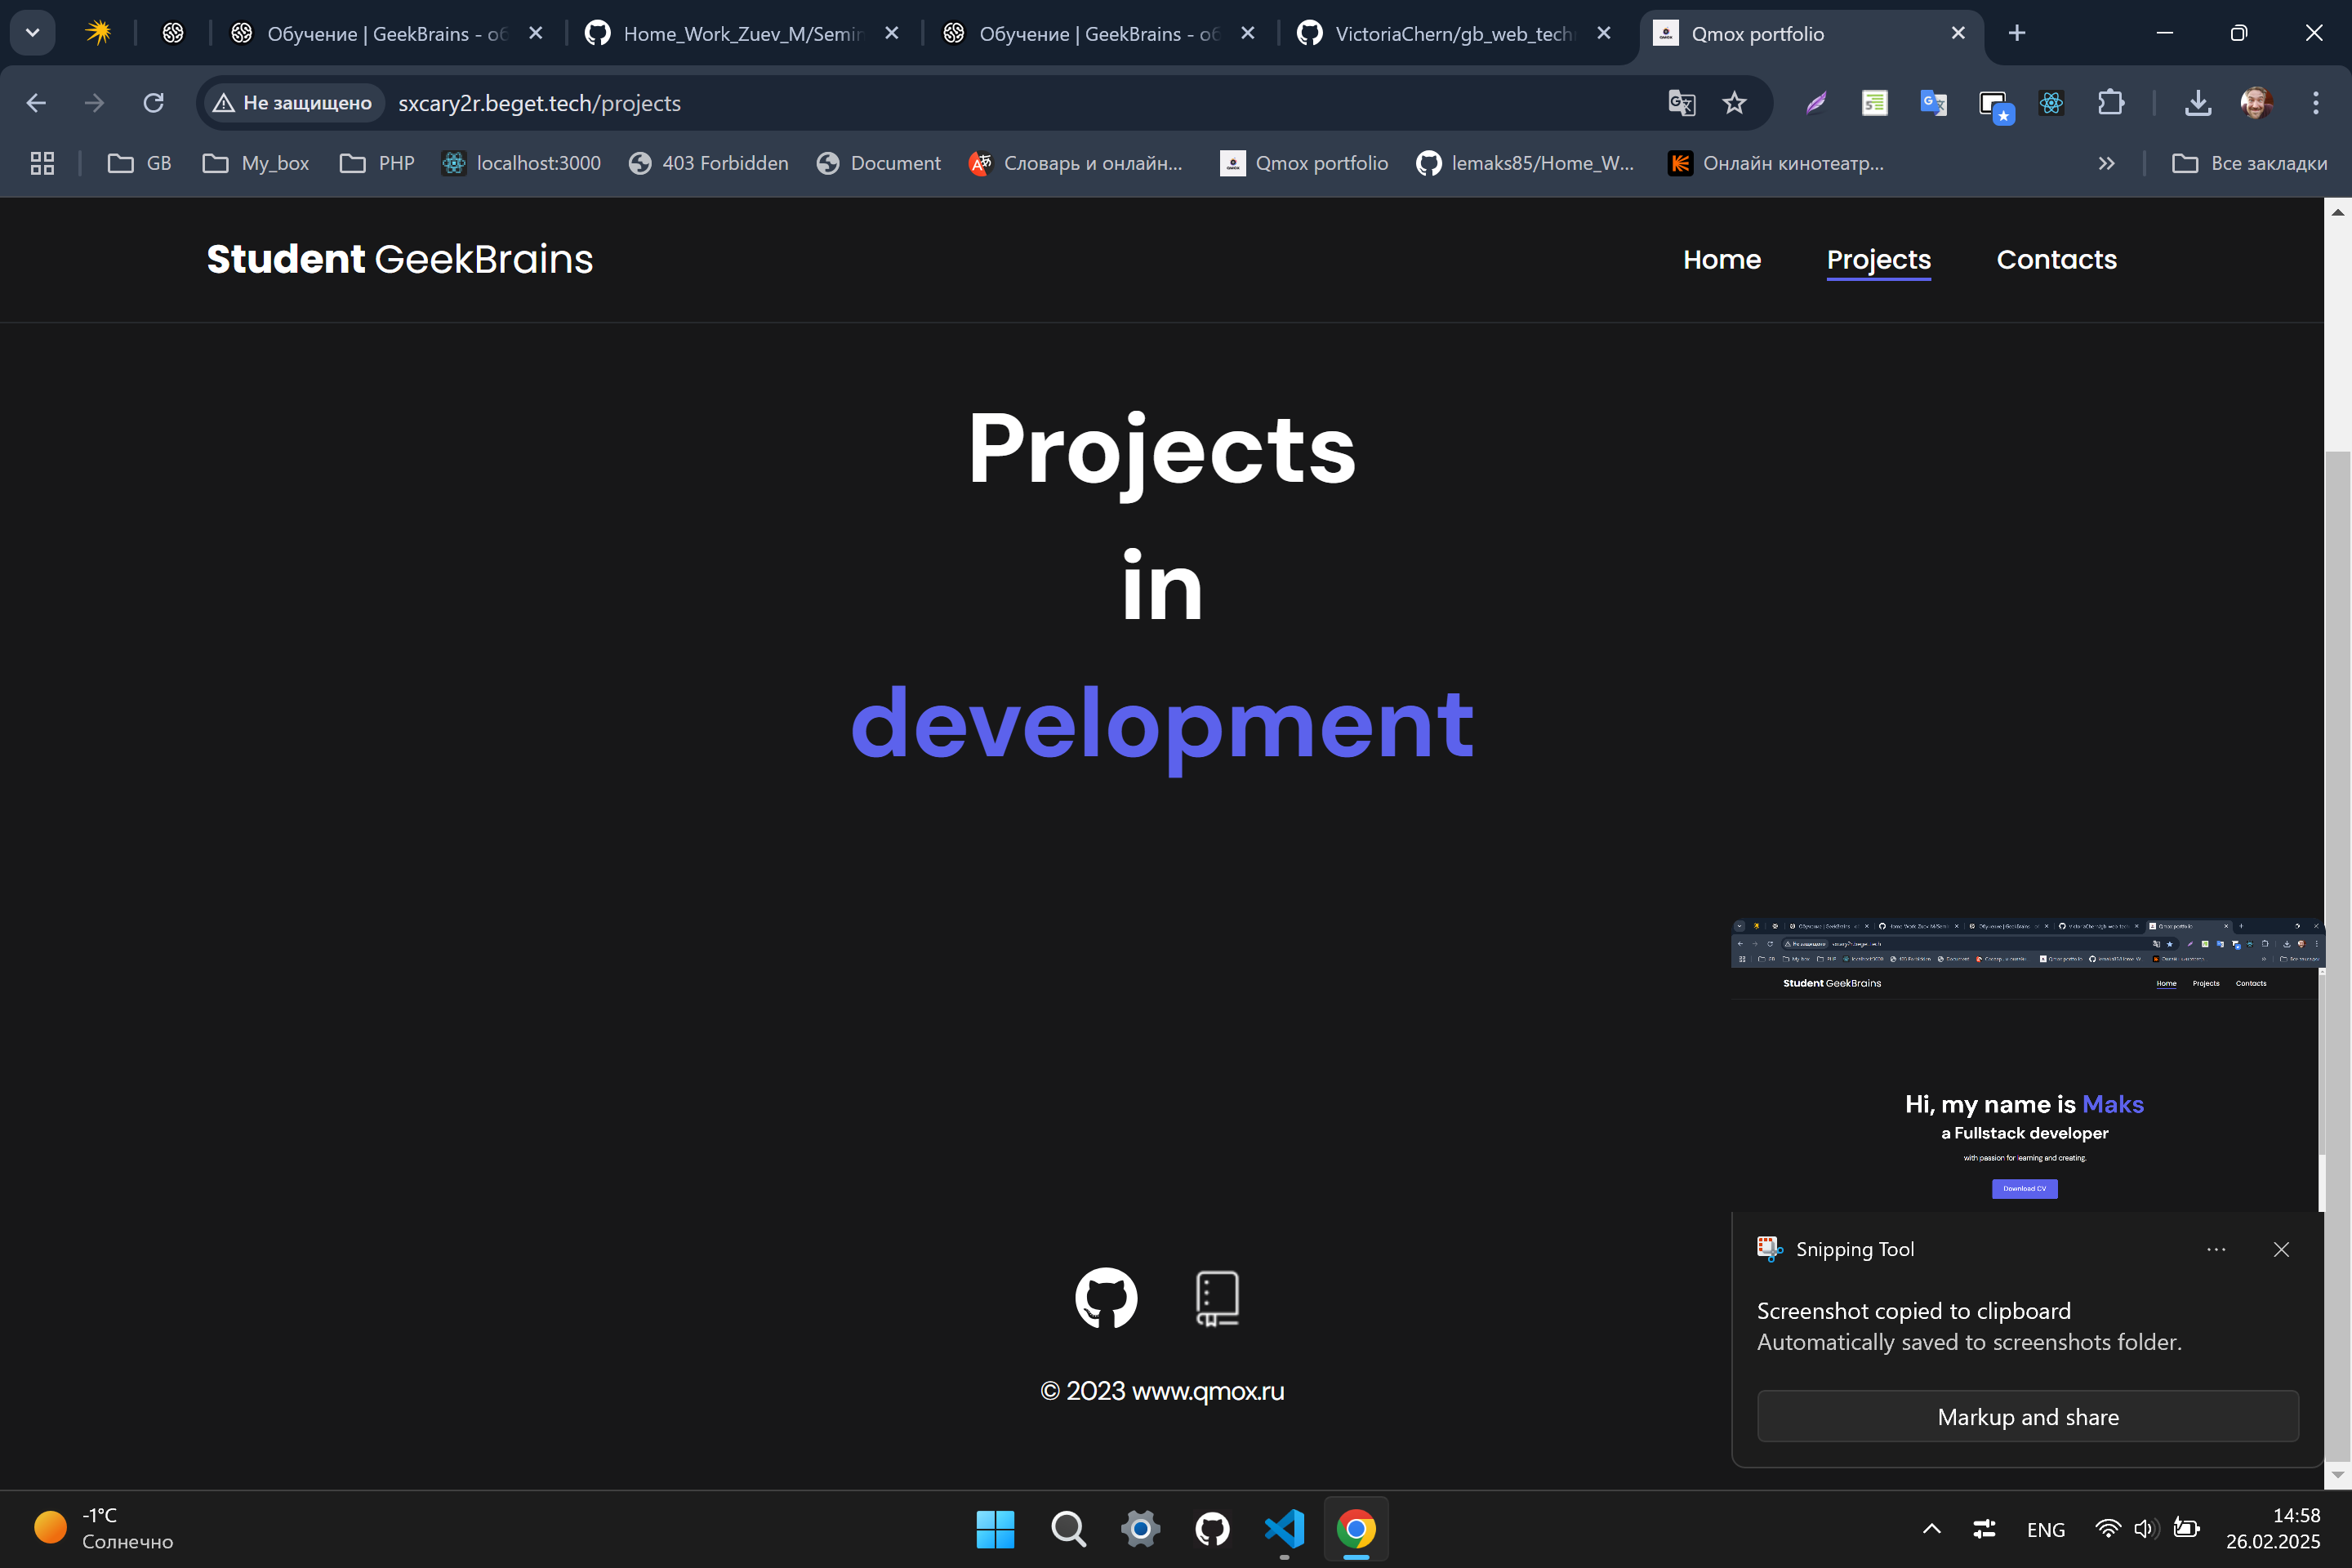 Обучение | GeekBrains - об
Home_Work_Zuev_M/Semin
Обучение | GeekBrains - об
VictoriaChern/gb_web_tech
Qmox portfolio
Не защищено
sxcary2r.beget.tech/projects
GB
My_box
PHP
localhost:3000
403 Forbidden
Document
Словарь и онлайн...
Qmox portfolio
lemaks85/Home_W...
Онлайн кинотеатр...
Все закладки
Student GeekBrains
Home
Projects
Contacts
Projects
in
development
Student GeekBrains
Home
Projects
Contacts
Hi, my name is Maks
a Fullstack developer
with passion for learning and creating.
Download CV
Snipping Tool
Screenshot copied to clipboard
Automatically saved to screenshots folder.
Markup and share
© 2023 www.qmox.ru
-1°C
Солнечно
ENG
14:58
26.02.2025